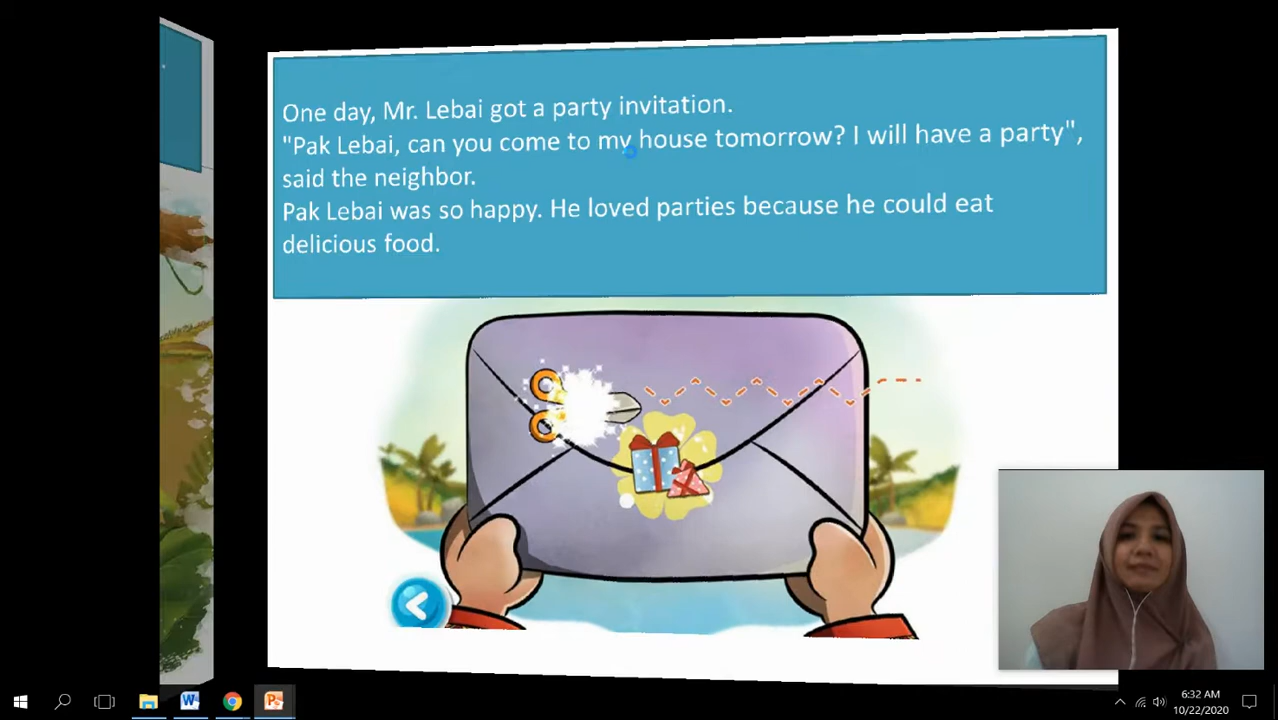 One day, Mr. Lebai got a party invitation.
"Pak Lebai, can you come to my house tomorrow? I will have a party",
said the neighbor.
Pak Lebai was so happy. He loved parties because he could eat
delicious food.
6:32 AM
10/22/2020